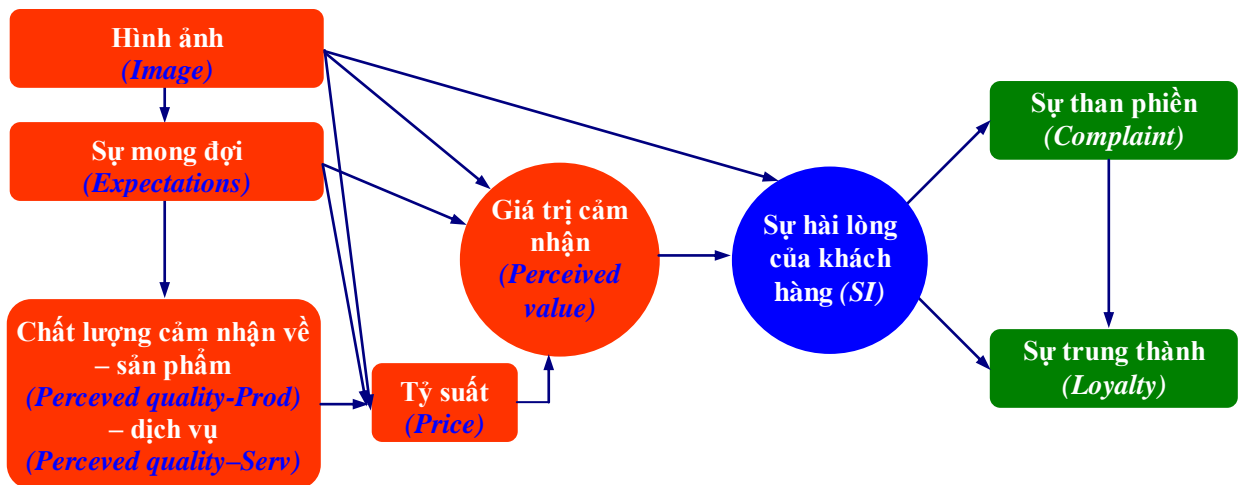 Hình ảnh
(Image)
Sự mong đợi
(Expectations)
Chất lượng cảm nhận về
– sản phẩm
(Perceved quality-Prod)
– dịch vụ
(Perceved quality–Serv)
Tỷ suất
(Price)
Giá trị cảm
nhận
(Perceived
value)
Sự hài lòng
của khách
hàng (SI)
Sự than phiền
(Complaint)
Sự trung thành
(Loyalty)